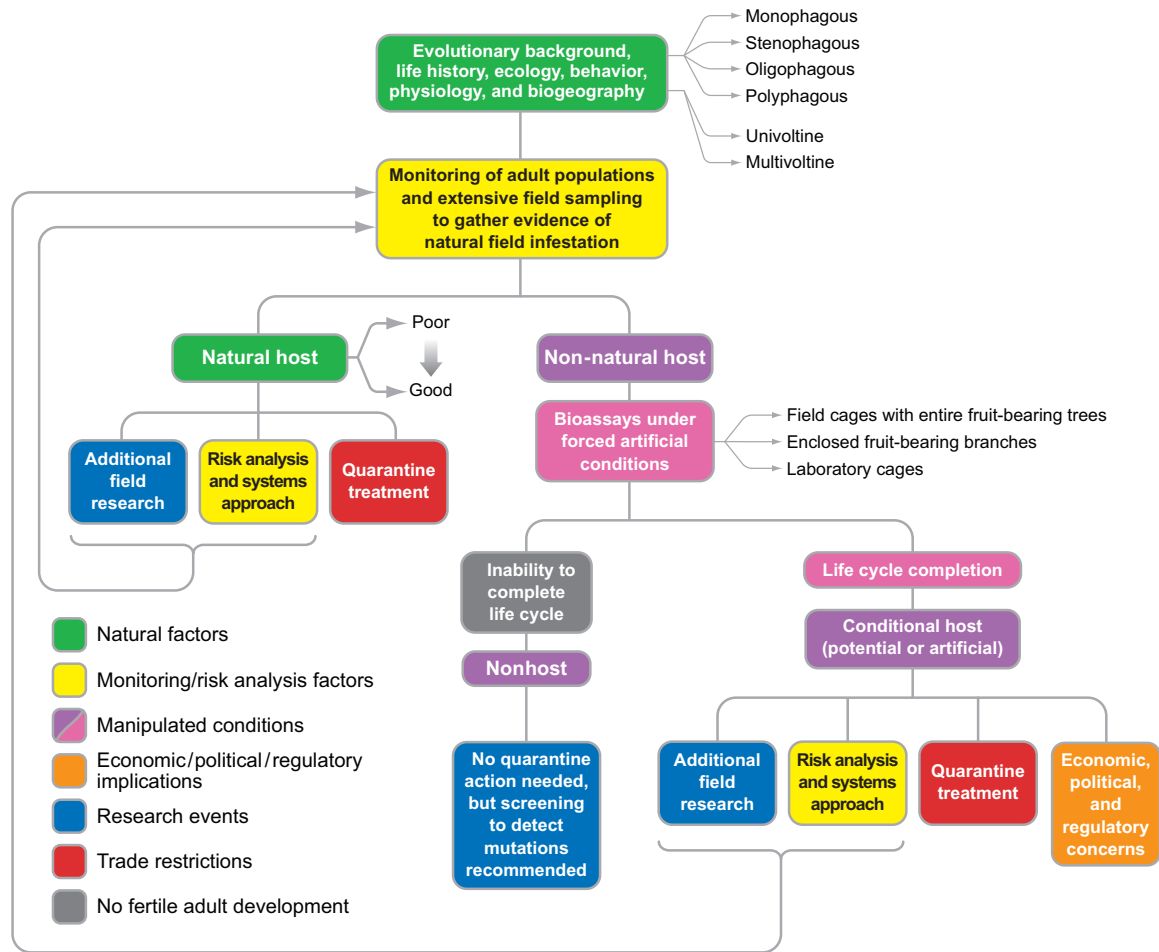 Evolutionary background,
life history, ecology, behavior,
physiology, and biogeography
Monophagous
Stenophagous
Oligophagous
Polyphagous
Univoltine
Multivoltine
Monitoring of adult populations
and extensive field sampling
to gather evidence of
natural field infestation
Natural host
Poor
Good
Non-natural host
Additional
field
research
Risk analysis
and systems
approach
Quarantine
treatment
Bioassays under
forced artificial
conditions
Field cages with entire fruit-bearing trees
Enclosed fruit-bearing branches
Laboratory cages
Inability to
complete
life cycle
Life cycle completion
Nonhost
Conditional host
(potential or artificial)
No quarantine
action needed,
but screening
to detect
mutations
recommended
Additional
field
research
Risk analysis
and systems
approach
Quarantine
treatment
Economic,
political,
and
regulatory
concerns
Natural factors
Monitoring/risk analysis factors
Manipulated conditions
Economic/political/regulatory
implications
Research events
Trade restrictions
No fertile adult development